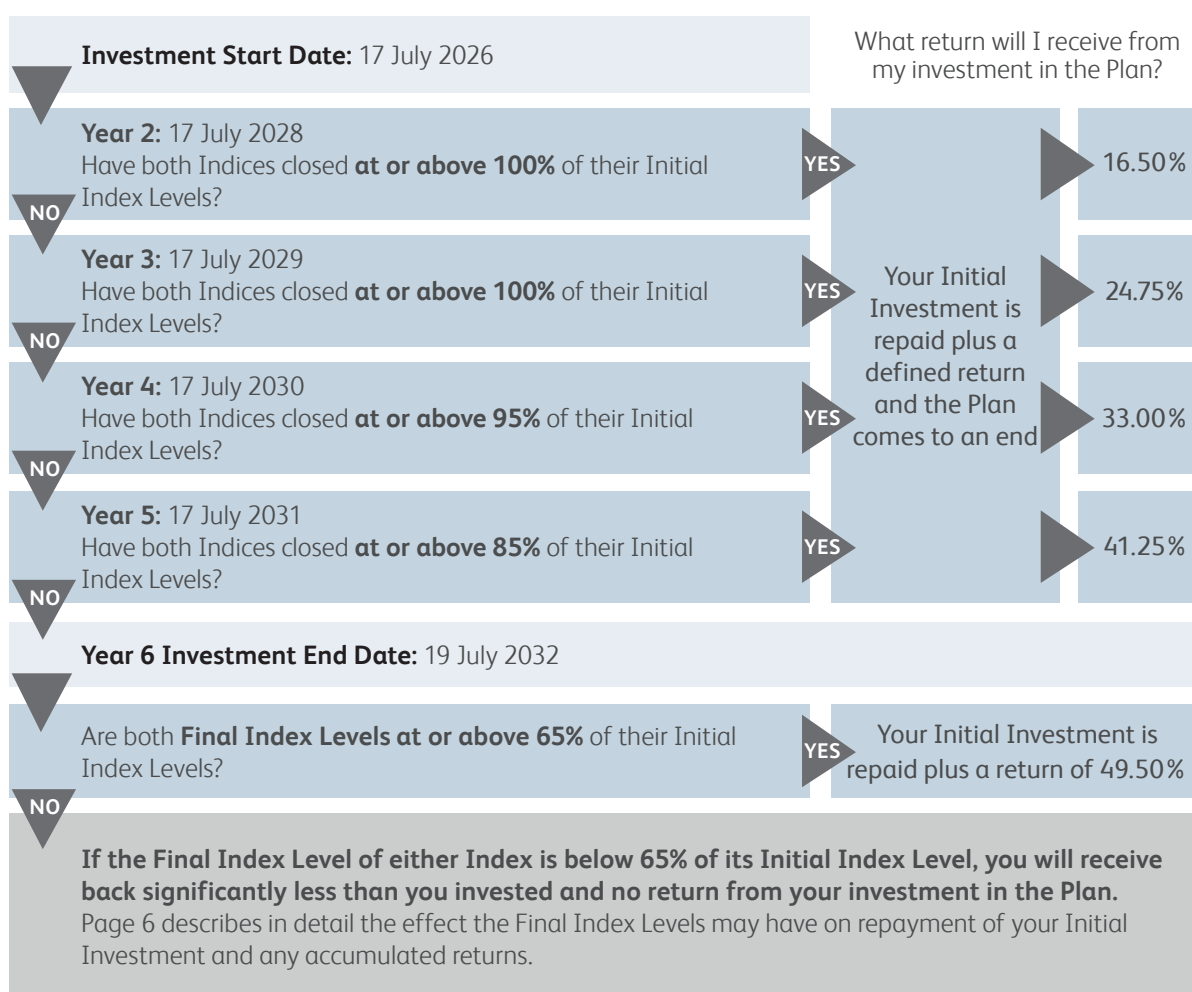 Investment Start Date: 17 July 2026
What return will I receive from
my investment in the Plan?
Year 2: 17 July 2028
Have both Indices closed at or above 100% of their Initial
Index Levels?
YES
16.50%
NO
Year 3: 17 July 2029
Have both Indices closed at or above 100% of their Initial
Index Levels?
YES
24.75%
NO
Year 4: 17 July 2030
Have both Indices closed at or above 95% of their Initial
Index Levels?
YES
33.00%
NO
Year 5: 17 July 2031
Have both Indices closed at or above 85% of their Initial
Index Levels?
YES
41.25%
NO
Your Initial
Investment is
repaid plus a
defined return
and the Plan
comes to an end
Year 6 Investment End Date: 19 July 2032
Are both Final Index Levels at or above 65% of their Initial
Index Levels?
YES
Your Initial Investment is
repaid plus a return of 49.50%
NO
If the Final Index Level of either Index is below 65% of its Initial Index Level, you will receive
back significantly less than you invested and no return from your investment in the Plan.
Page 6 describes in detail the effect the Final Index Levels may have on repayment of your Initial
Investment and any accumulated returns.